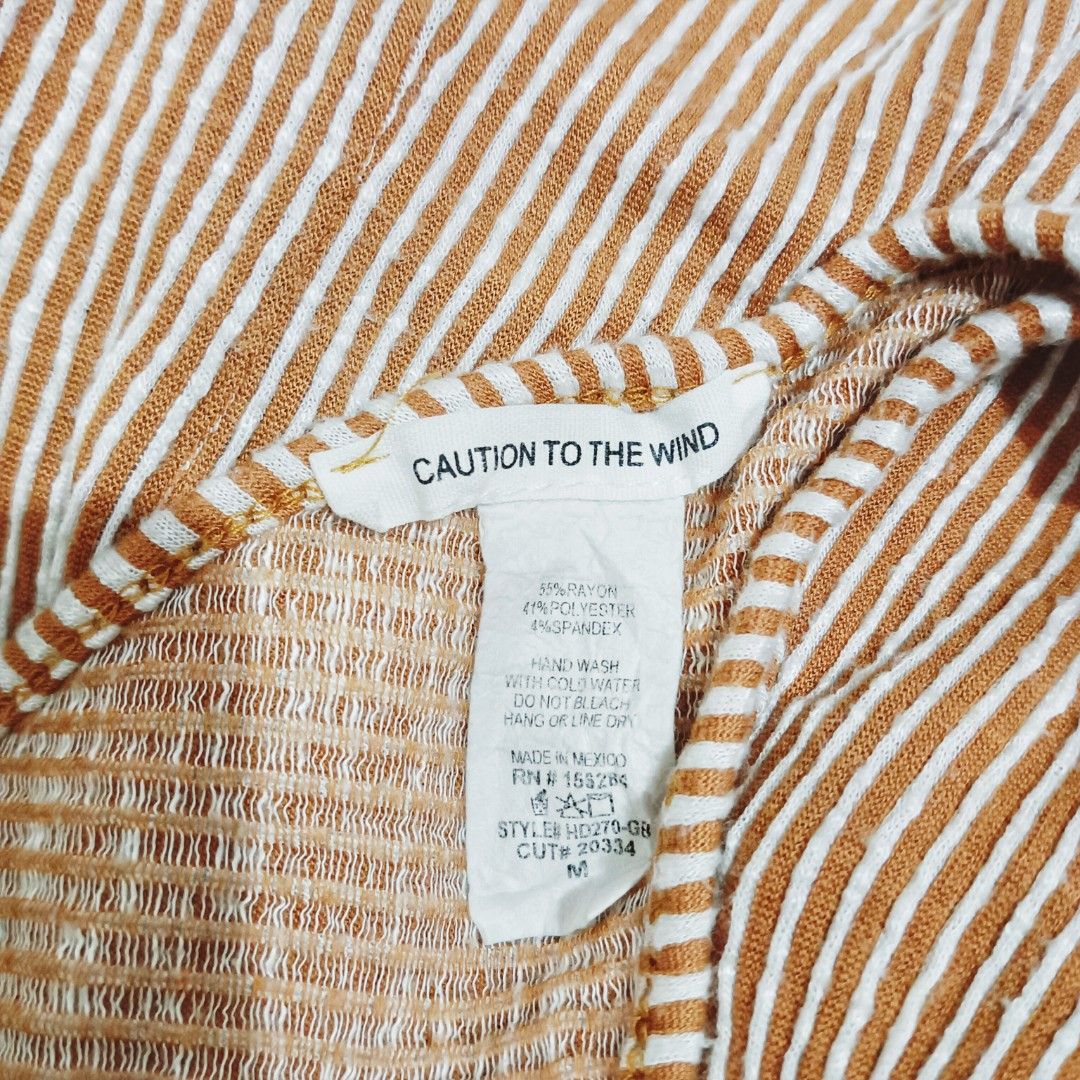 CAUTION TO THE WIND
55%RAYON
41%POLYESTER
4%SPANDEX
HAND WASH
WITH COLD WATER
DO NOT BLEACH
HANG OR LINE DRY
MADE IN MEXICO
RN # 155264
STYLE# HD270-GB
CUT# 20334
M